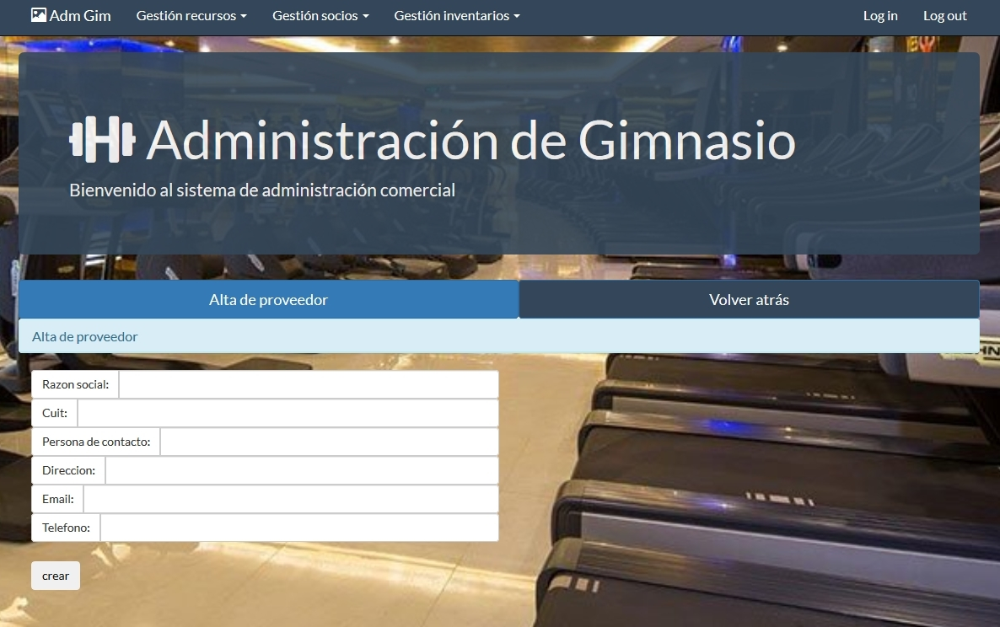 Adm Gim Gestión recursos Gestión socios Gestión inventarios Log in Log out
Administración de Gimnasio
Bienvenido al sistema de administración comercial
Alta de proveedor Volver atrás
Alta de proveedor
Razon social:
Cuit:
Persona de contacto:
Direccion:
Email:
Telefono:
crear